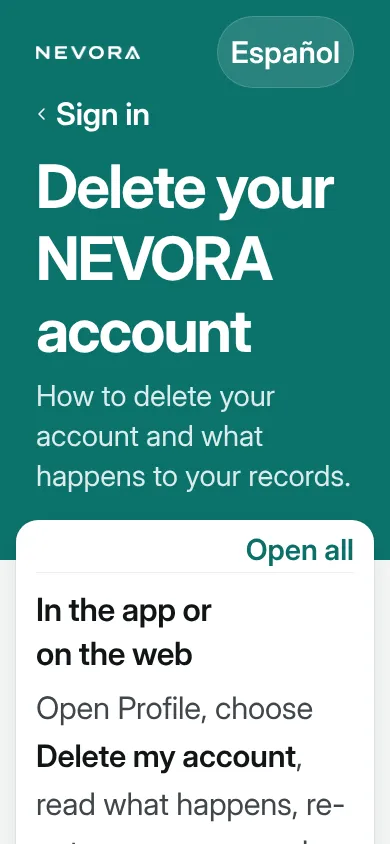 NEVORA
Español
Sign in
Delete your
NEVORA
account
How to delete your
account and what
happens to your records.
Open all
In the app or
on the web
Open Profile, choose
Delete my account,
read what happens, re-